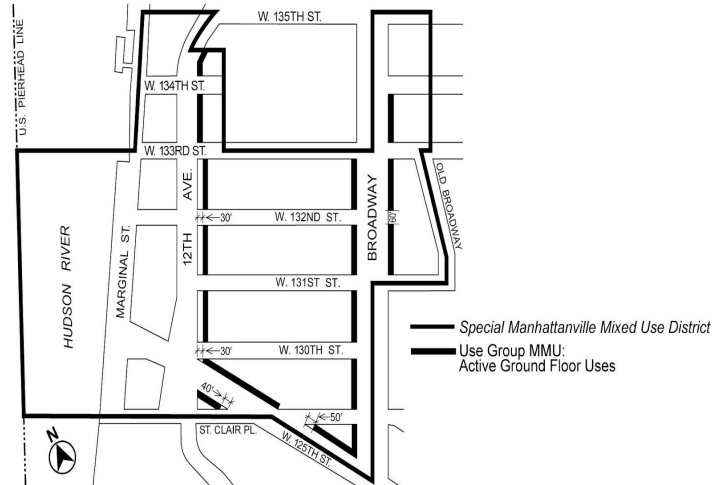 W. 135TH ST.
U.S. PIERHEAD LINE
W. 134TH ST.
W. 133RD ST.
OLD BROADWAY
12TH AVE.
BROADWAY
W. 132ND ST.
30'
60'
MARGINAL ST.
HUDSON RIVER
W. 131ST ST.
Special Manhattanville Mixed Use District
Use Group MMU:
Active Ground Floor Uses
30'
W. 130TH ST.
40'
50'
ST. CLAIR PL.
W. 125TH ST.
N